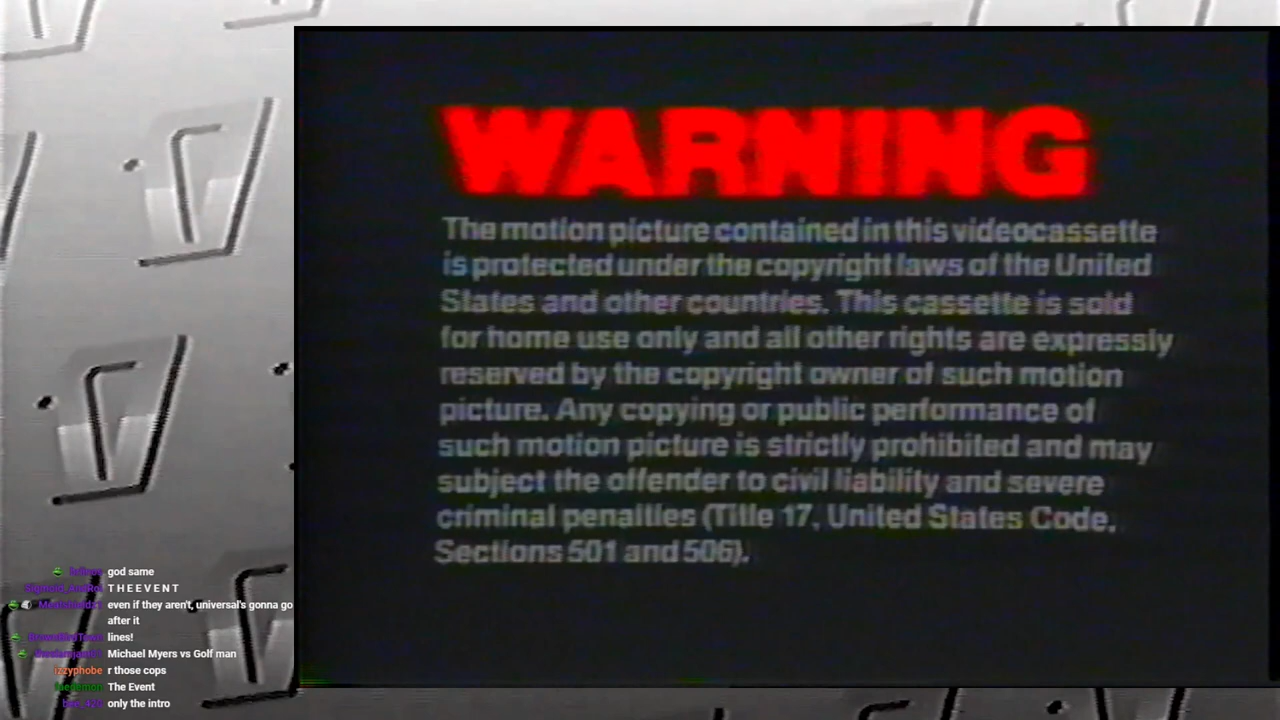 WARNING
The motion picture contained in this videocassette
is protected under the copyright laws of the United
States and other countries. This cassette is sold
for home use only and all other rights are expressly
reserved by the copyright owner of such motion
picture. Any copying or public performance of
such motion picture is strictly prohibited and may
subject the offender to civil liability and severe
criminal penalties (Title 17, United States Code,
Sections 501 and 506).
god same
T H E E V E N T
even if they aren't, universal's gonna go
after it
lines!
Michael Myers vs Golf man
izzyphobe r those cops
The Event
only the intro